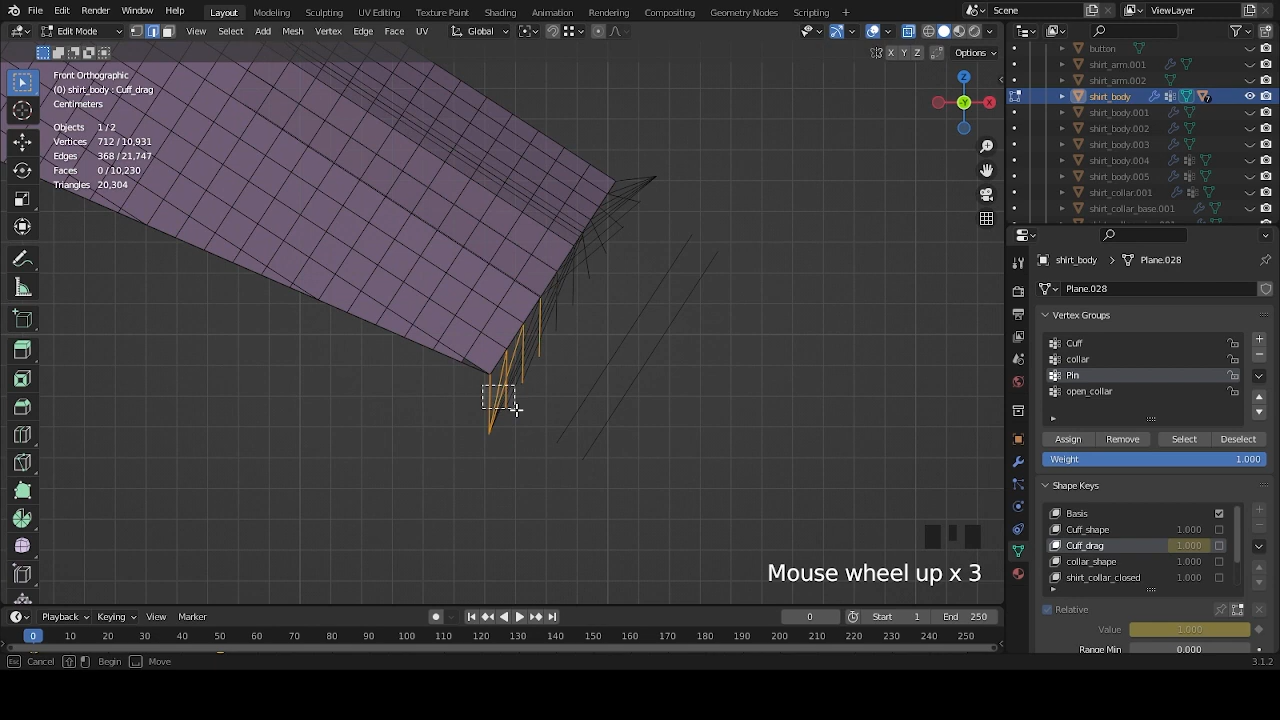 File Edit Render Window Help Layout Modeling Sculpting UV Editing Texture Paint Shading Animation Rendering Compositing Geometry Nodes Scripting + Scene ViewLayer
Edit Mode View Select Add Mesh Vertex Edge Face UV Global
X Y Z Options
Front Orthographic
(0) shirt_body : Cuff_drag
Centimeters
Objects 1/2
Vertices 712 / 10,931
Edges 368 / 21,747
Faces 0 / 10,230
Triangles 20,304
Z
-Y
X
button
shirt_arm.001
shirt_arm.002
shirt_body
7
shirt_body.001
shirt_body.002
shirt_body.003
shirt_body.004
shirt_body.005
shirt_collar.001
shirt_collar_base.001
shirt_body > Plane.028
Plane.028
Vertex Groups
Cuff
collar
Pin
open_collar
Assign Remove Select Deselect
Weight 1.000
Shape Keys
Basis
Cuff_shape 1.000
Cuff_drag 1.000
collar_shape 1.000
shirt_collar_closed 1.000
Relative
Value 1.000
Range Min 0.000
Mouse wheel up x 3
Playback Keying View Marker 0 Start 1 End 250
0 10 20 30 40 50 60 70 80 90 100 110 120 130 140 150 160 170 180 190 200 210 220 230 240 250
Esc Cancel Begin Move 3.1.2